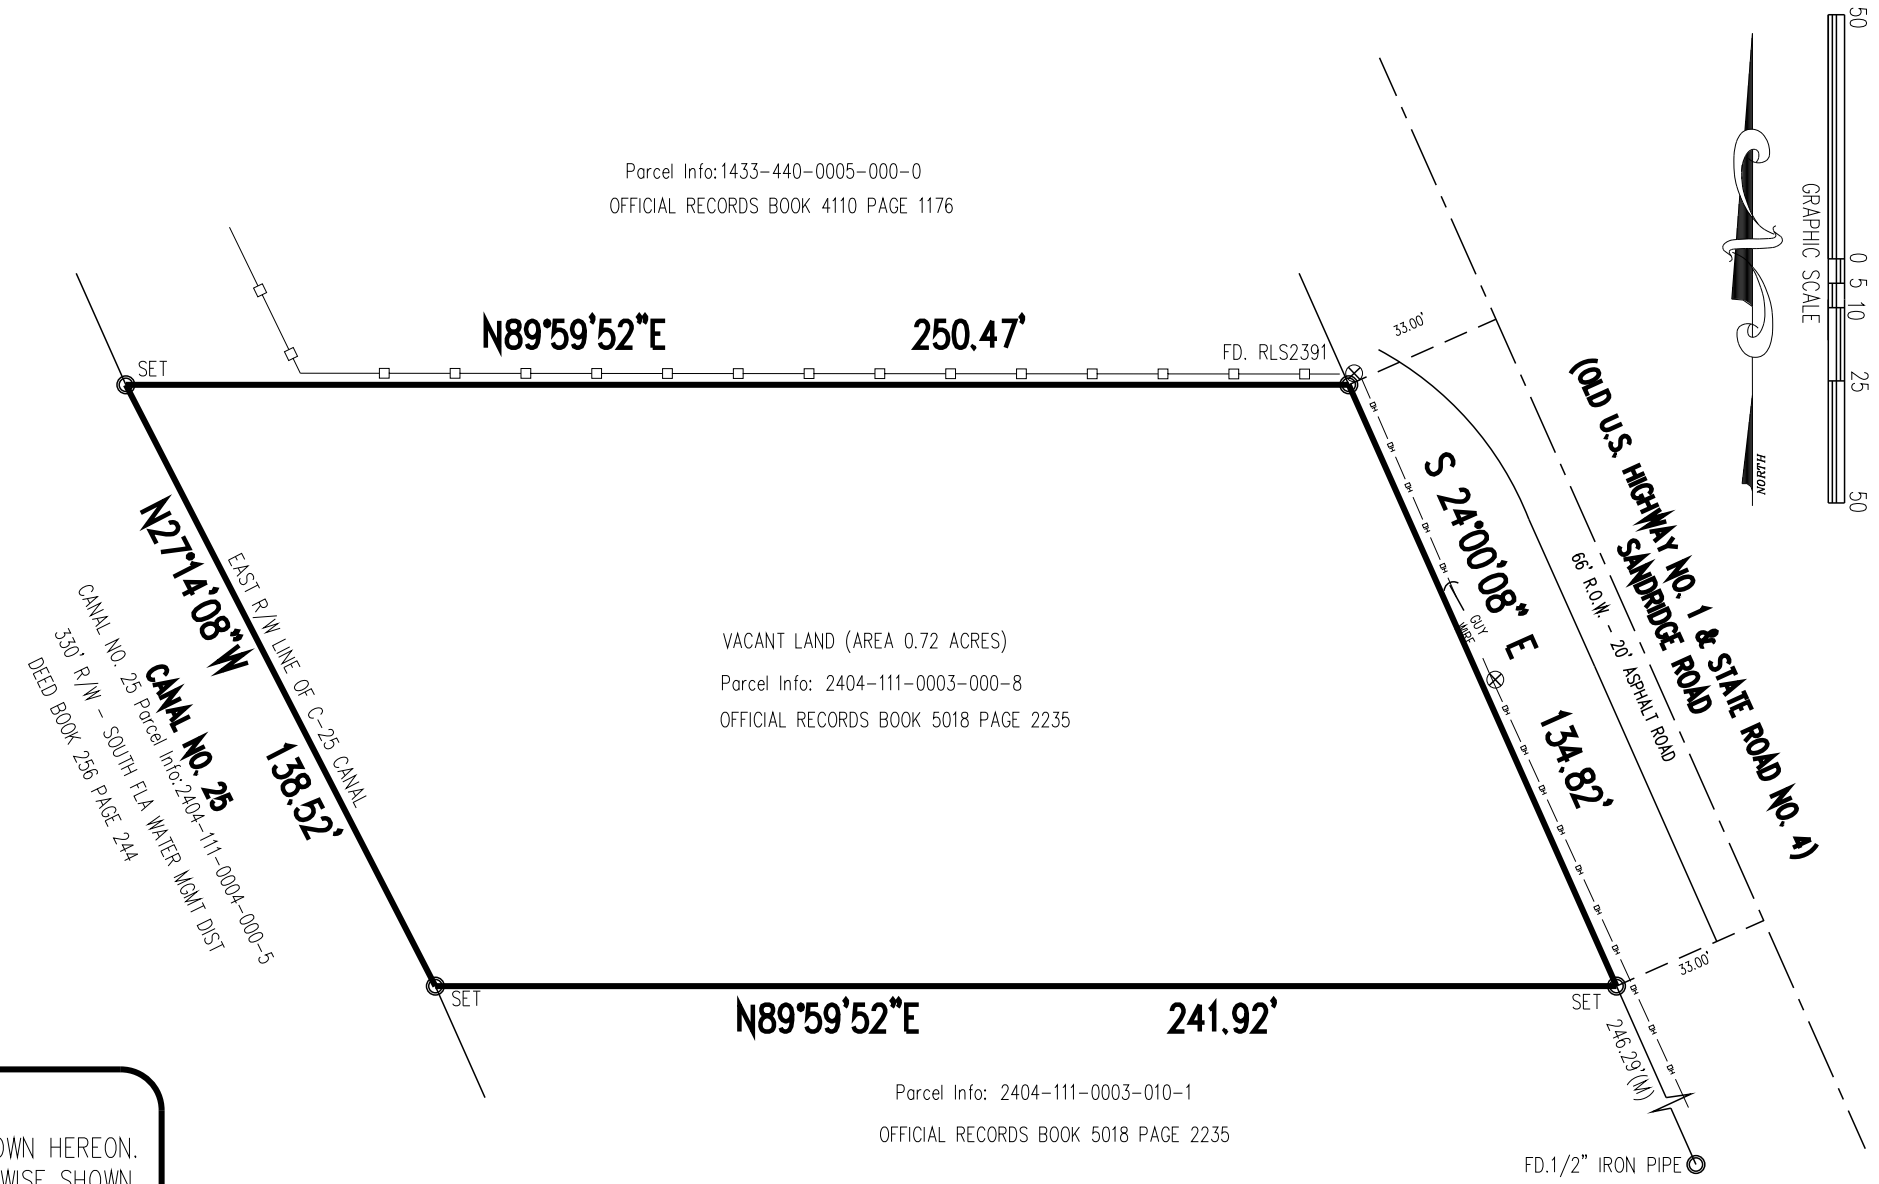 50
0
5
10
25
50
GRAPHIC SCALE
NORTH
Parcel Info:1433-440-0005-000-0
OFFICIAL RECORDS BOOK 4110 PAGE 1176
N89°59'52"E
250.47'
33.00'
FD. RLS2391
SET
(OLD U.S. HIGHWAY NO. 1 & STATE ROAD NO. 4)
SANDRIDGE ROAD
66' R.O.W. - 20' ASPHALT ROAD
S 24°00'08" E
134.82'
GUY
WIRE
N27°14'08"W
138.52'
EAST R/W LINE OF C-25 CANAL
CANAL NO. 25
CANAL NO. 25 Parcel Info:2404-111-0004-000-5
330' R/W - SOUTH FLA WATER MGMT DIST
DEED BOOK 256 PAGE 244
VACANT LAND (AREA 0.72 ACRES)
Parcel Info: 2404-111-0003-000-8
OFFICIAL RECORDS BOOK 5018 PAGE 2235
33.00'
SET
SET
N89°59'52"E
241.92'
246.29'(M)
Parcel Info: 2404-111-0003-010-1
OFFICIAL RECORDS BOOK 5018 PAGE 2235
FD.1/2" IRON PIPE
HEREON.
SHOWN